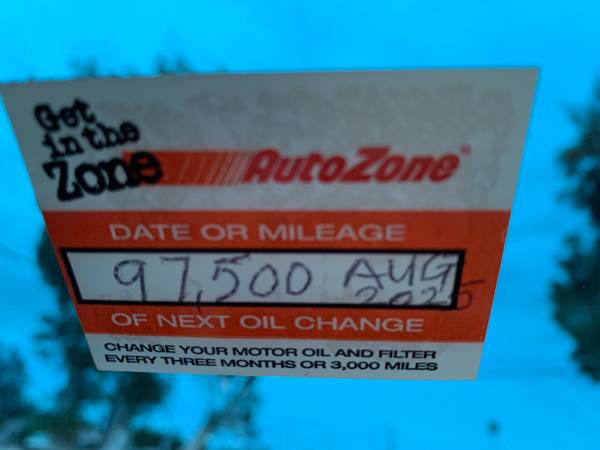 Get
in the
Zone
AutoZone®
DATE OR MILEAGE
97,500 AUG
2025
OF NEXT OIL CHANGE
CHANGE YOUR MOTOR OIL AND FILTER
EVERY THREE MONTHS OR 3,000 MILES